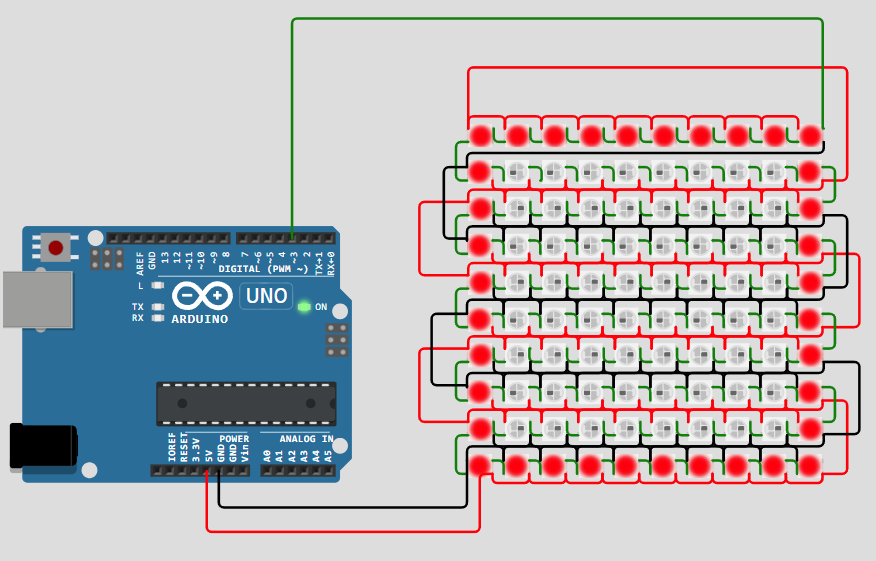 AREF
GND
13
12
~11
~10
~9
8
7
~6
~5
4
~3
2
TX→1
RX←0
DIGITAL (PWM ~)
L
TX
RX
UNO
ON
ARDUINO
IOREF
RESET
3.3V
5V
GND
GND
Vin
POWER
ANALOG IN
A0
A1
A2
A3
A4
A5